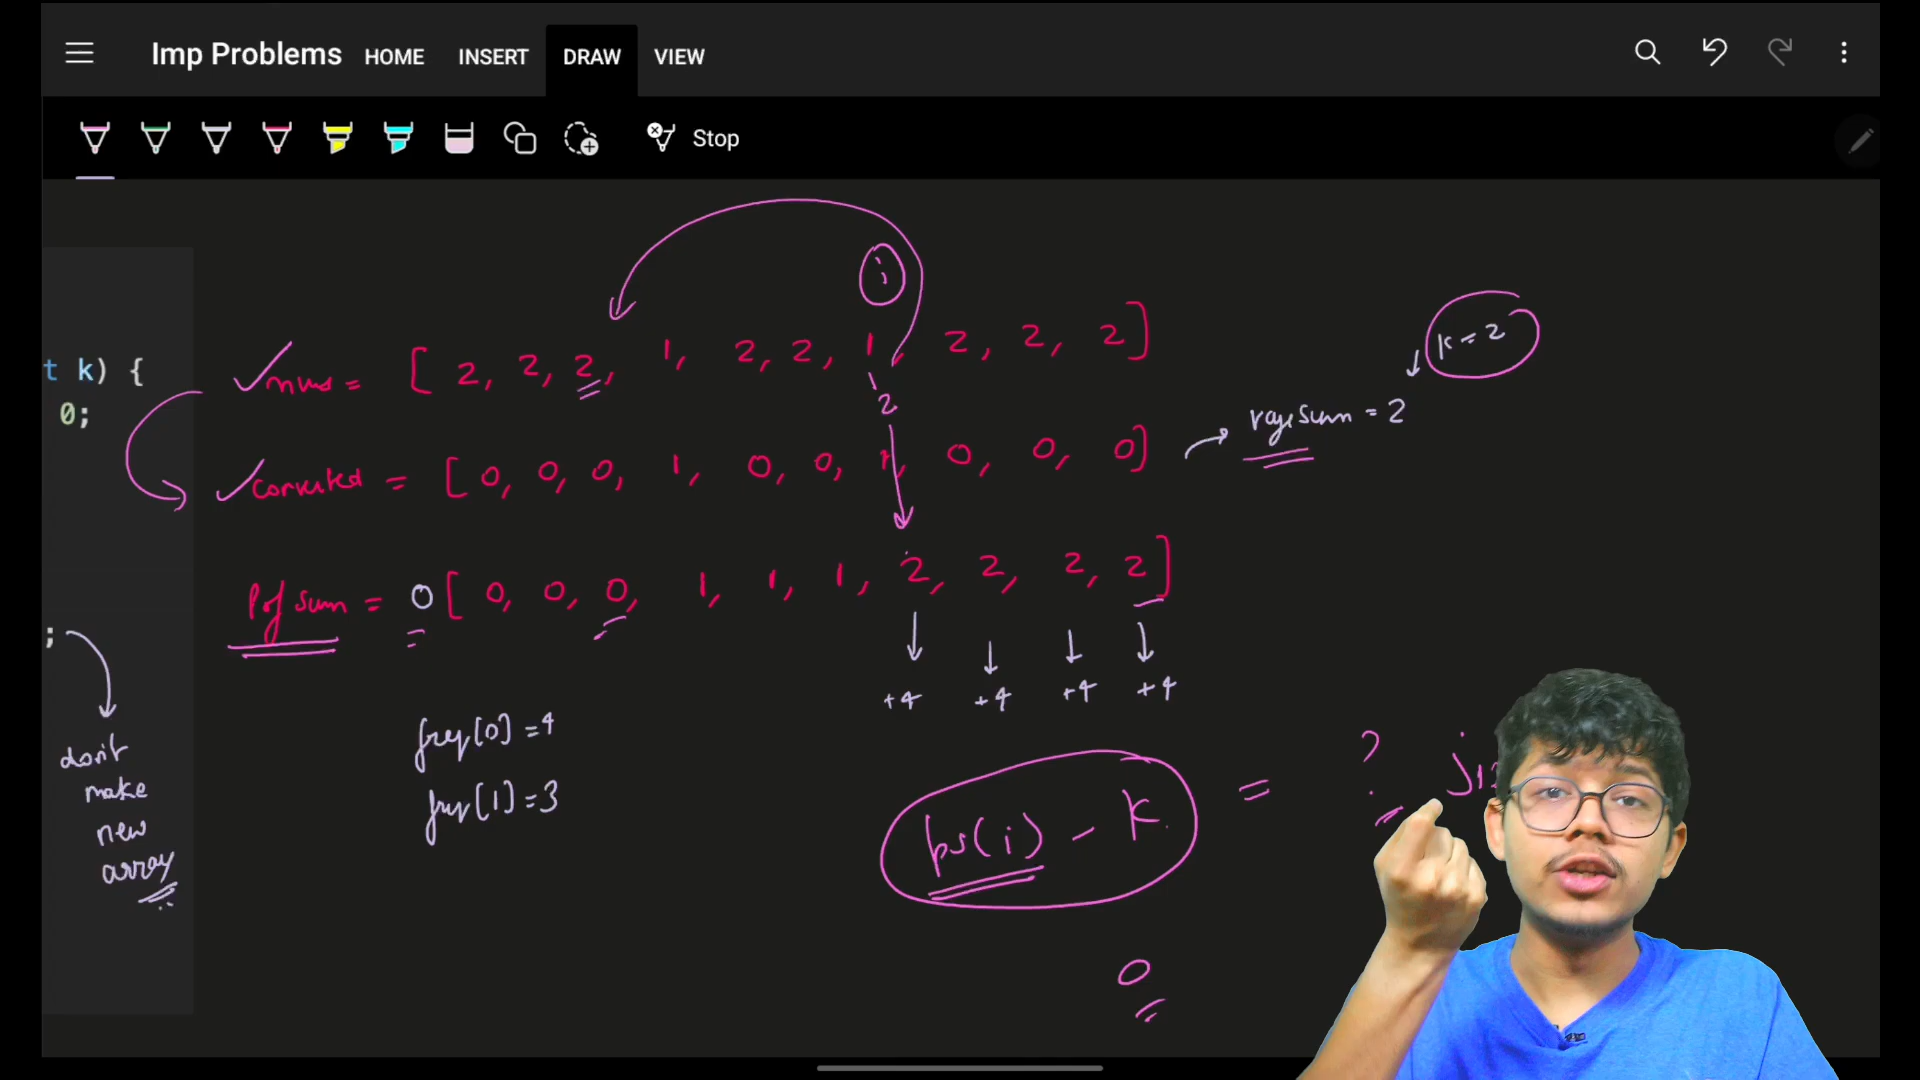 Imp Problems HOME INSERT DRAW VIEW
Stop
i
nums = [ 2, 2, 2, 1, 2, 2, 1, 2, 2, 2 ]
k = 2
t k) {
0;
2
rangesum = 2
converted = [ 0, 0, 0, 1, 0, 0, 1, 0, 0, 0 ]
Pref sum = 0 [ 0, 0, 0, 1, 1, 1, 2, 2, 2, 2 ]
;
+4 +4 +4 +4
don't
make
new
array
freq[0] = 4
freq[1] = 3
ps(i) - k = ?
0